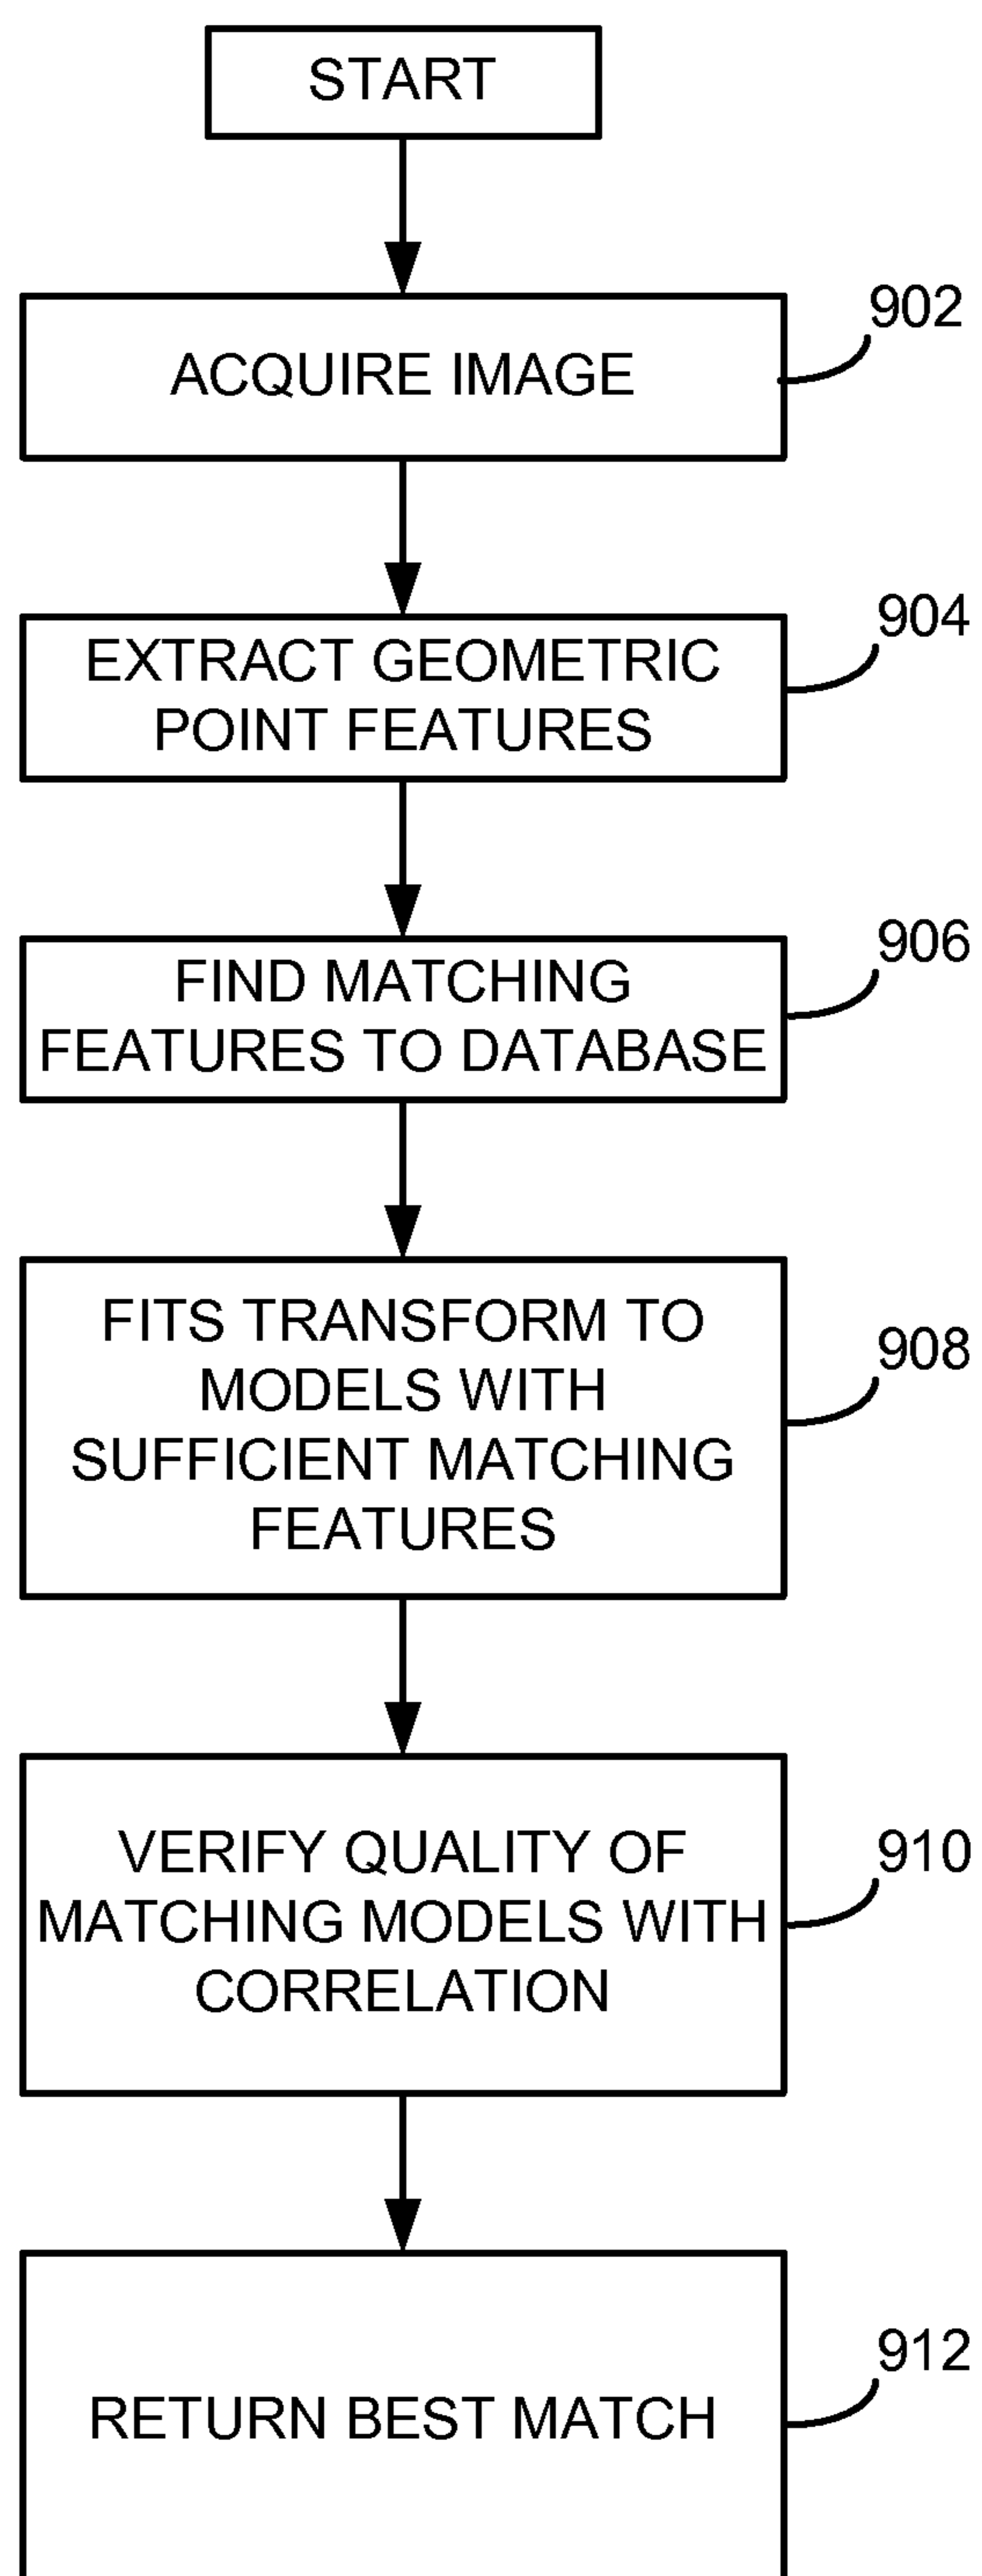 START
902
ACQUIRE IMAGE
904
EXTRACT GEOMETRIC
POINT FEATURES
906
FIND MATCHING
FEATURES TO DATABASE
908
FITS TRANSFORM TO
MODELS WITH
SUFFICIENT MATCHING
FEATURES
910
VERIFY QUALITY OF
MATCHING MODELS WITH
CORRELATION
912
RETURN BEST MATCH